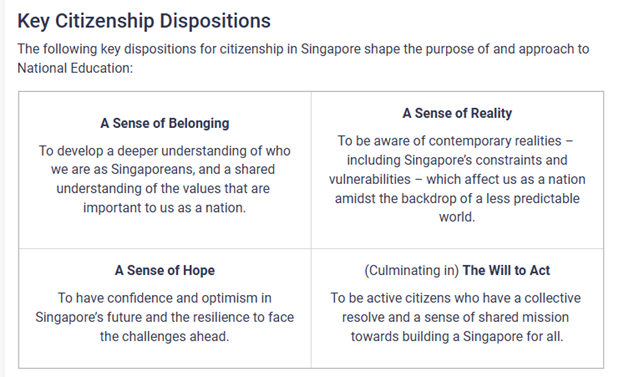 Key Citizenship Dispositions
The following key dispositions for citizenship in Singapore shape the purpose of and approach to
National Education:
A Sense of Belonging
To develop a deeper understanding of who
we are as Singaporeans, and a shared
understanding of the values that are
important to us as a nation.
A Sense of Reality
To be aware of contemporary realities –
including Singapore’s constraints and
vulnerabilities – which affect us as a nation
amidst the backdrop of a less predictable
world.
A Sense of Hope
To have confidence and optimism in
Singapore’s future and the resilience to face
the challenges ahead.
(Culminating in) The Will to Act
To be active citizens who have a collective
resolve and a sense of shared mission
towards building a Singapore for all.